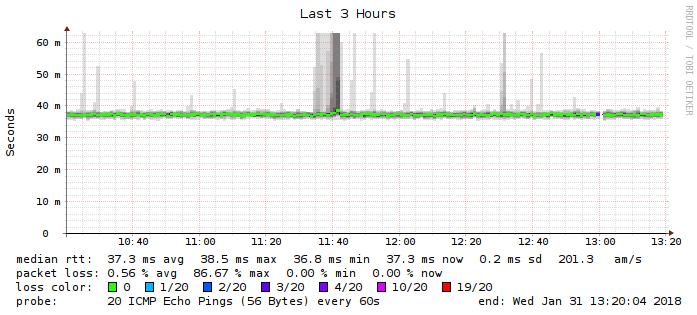 Last 3 Hours
RRDTOOL / TOBI OETIKER
Seconds
60 m
50 m
40 m
30 m
20 m
10 m
0
10:40 11:00 11:20 11:40 12:00 12:20 12:40 13:00 13:20
median rtt: 37.3 ms avg 38.5 ms max 36.8 ms min 37.3 ms now 0.2 ms sd 201.3 am/s
packet loss: 0.56 % avg 86.67 % max 0.00 % min 0.00 % now
loss color: 0 1/20 2/20 3/20 4/20 10/20 19/20
probe: 20 ICMP Echo Pings (56 Bytes) every 60s end: Wed Jan 31 13:20:04 2018